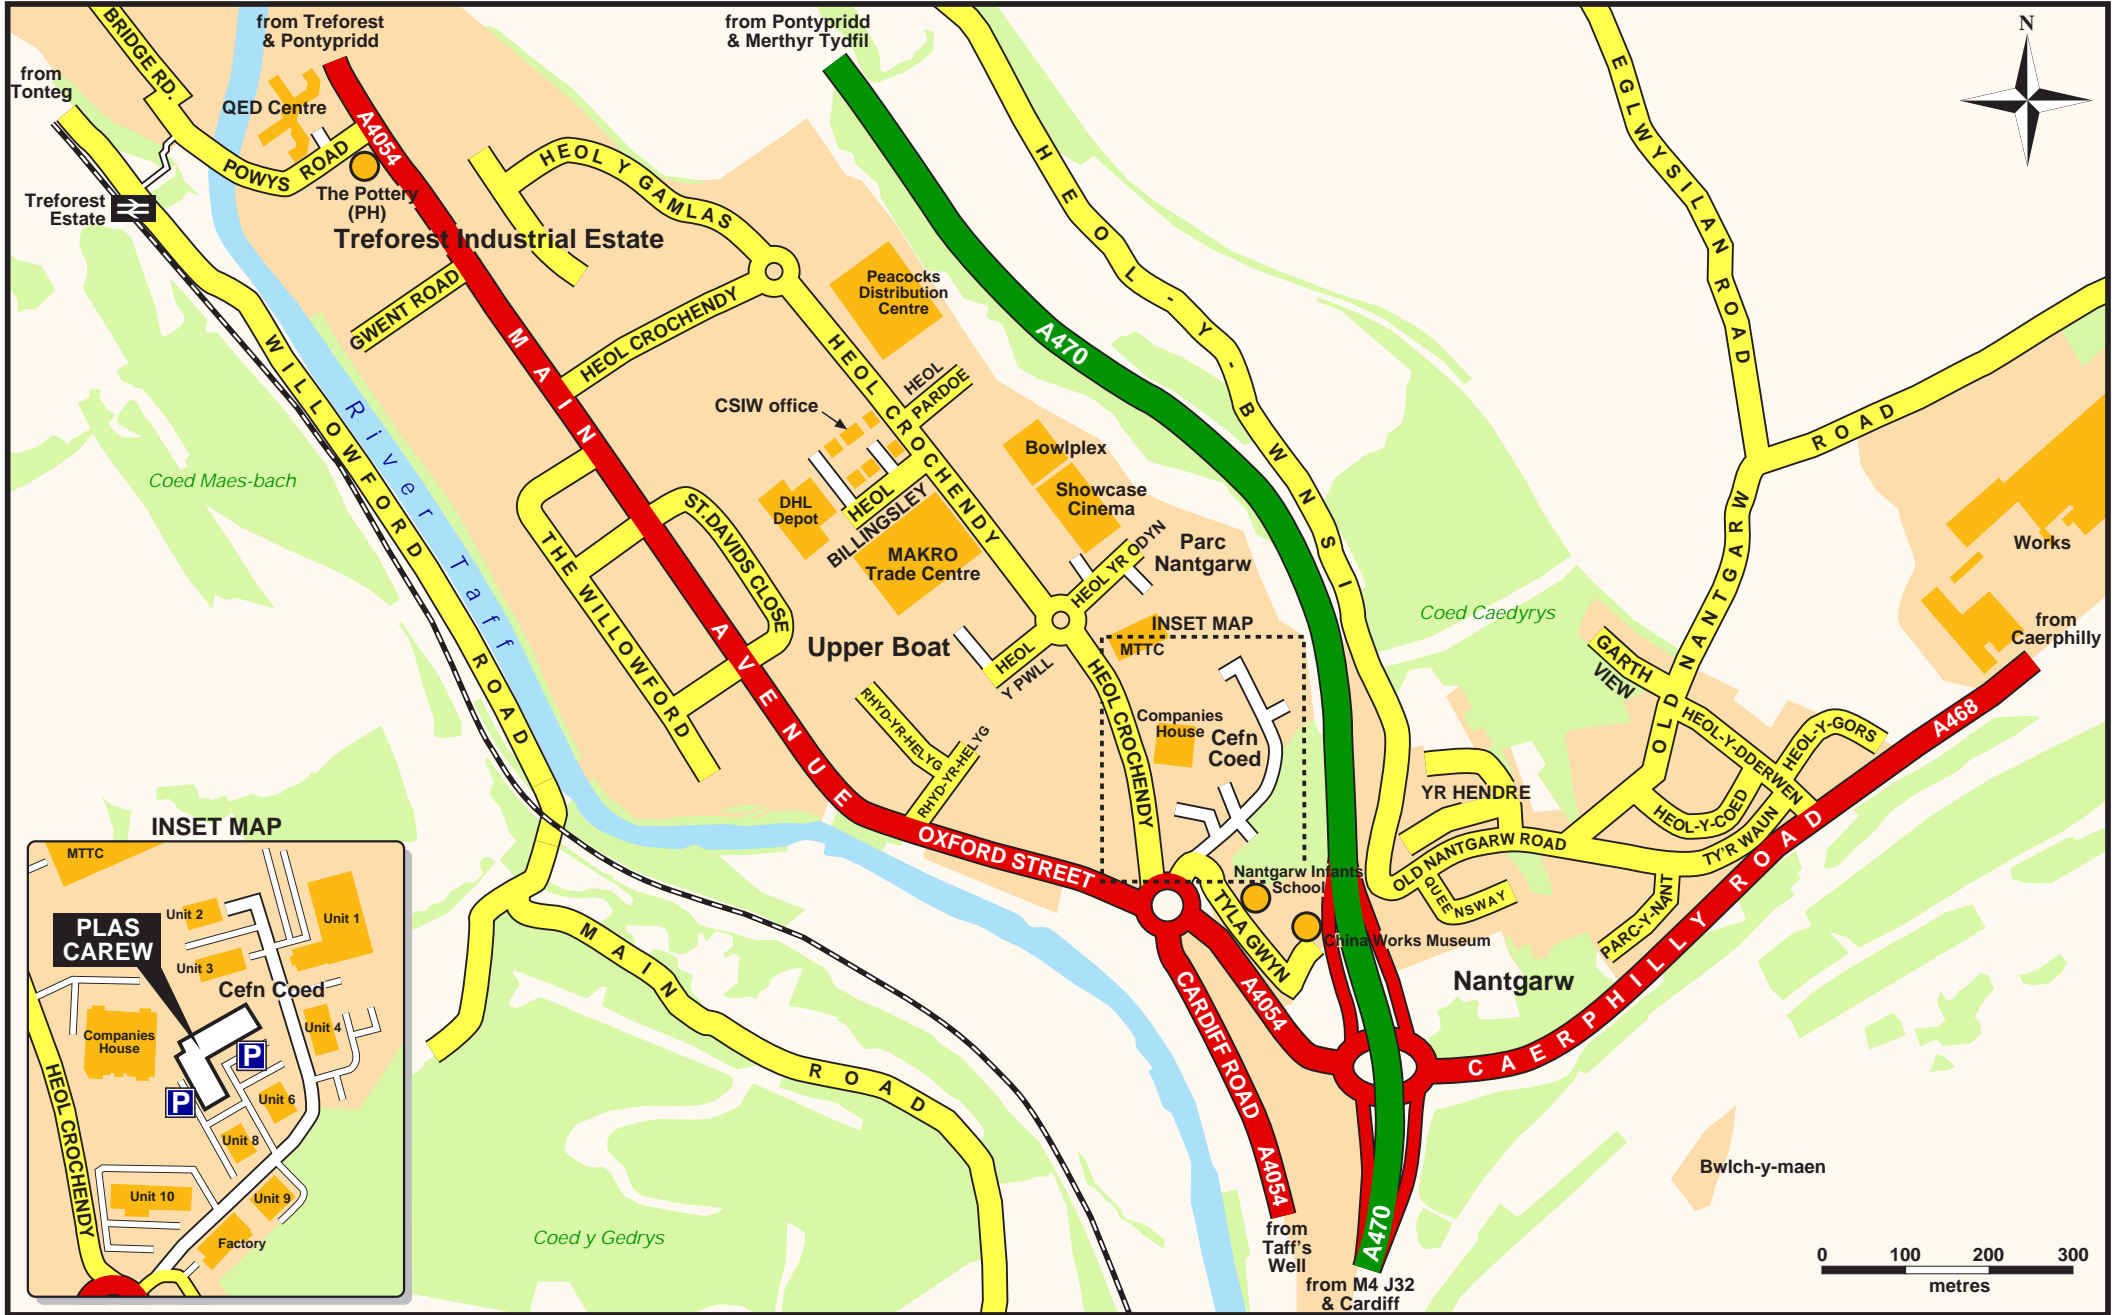 from Treforest
& Pontypridd
from Pontypridd
& Merthyr Tydfil
N
BRIDGE RD.
from
Tonteg
QED Centre
A4054
POWYS ROAD
The Pottery
(PH)
Treforest
Estate
Treforest Industrial Estate
HEOL Y GAMLAS
HEOL-Y-BWNSI
EGLWYSILAN ROAD
GWENT ROAD
HEOL CROCHENDY
Peacocks
Distribution
Centre
A470
HEOL CROCHENDY
HEOL
PARDOE
CSIW office
MAIN AVENUE
WILLOWFORD ROAD
River Taff
Coed Maes-bach
Bowlplex
Showcase
Cinema
DHL
Depot
HEOL
BILLINGSLEY
MAKRO
Trade Centre
ST.DAVIDS CLOSE
THE WILLOWFORD
HEOL YR ODYN
Parc
Nantgarw
OLD NANTGARW ROAD
Works
Coed Caedyrys
from
Caerphilly
INSET MAP
MTTC
Upper Boat
HEOL
Y PWLL
HEOL CROCHENDY
Companies
House
Cefn
Coed
RHYD-YR-HELYG
RHYD-YR-HELYG
GARTH
VIEW
HEOL-Y-DDERWEN
HEOL-Y-GORS
A468
YR HENDRE
HEOL-Y-COED
TY'R WAUN
OLD NANTGARW ROAD
QUEENSWAY
PARC-Y-NANT
OXFORD STREET
Nantgarw Infants
School
TYLA GWYN
China Works Museum
Nantgarw
A4054
CARDIFF ROAD
A4054
CAERPHILLY ROAD
MAIN ROAD
Coed y Gedrys
Bwlch-y-maen
from
Taff's
Well
A470
from M4 J32
& Cardiff
0 100 200 300
metres
INSET MAP
MTTC
Unit 2
Unit 1
PLAS
CAREW
Unit 3
Cefn Coed
Unit 4
Companies
House
P
P
Unit 6
HEOL CROCHENDY
Unit 8
Unit 10
Unit 9
Factory